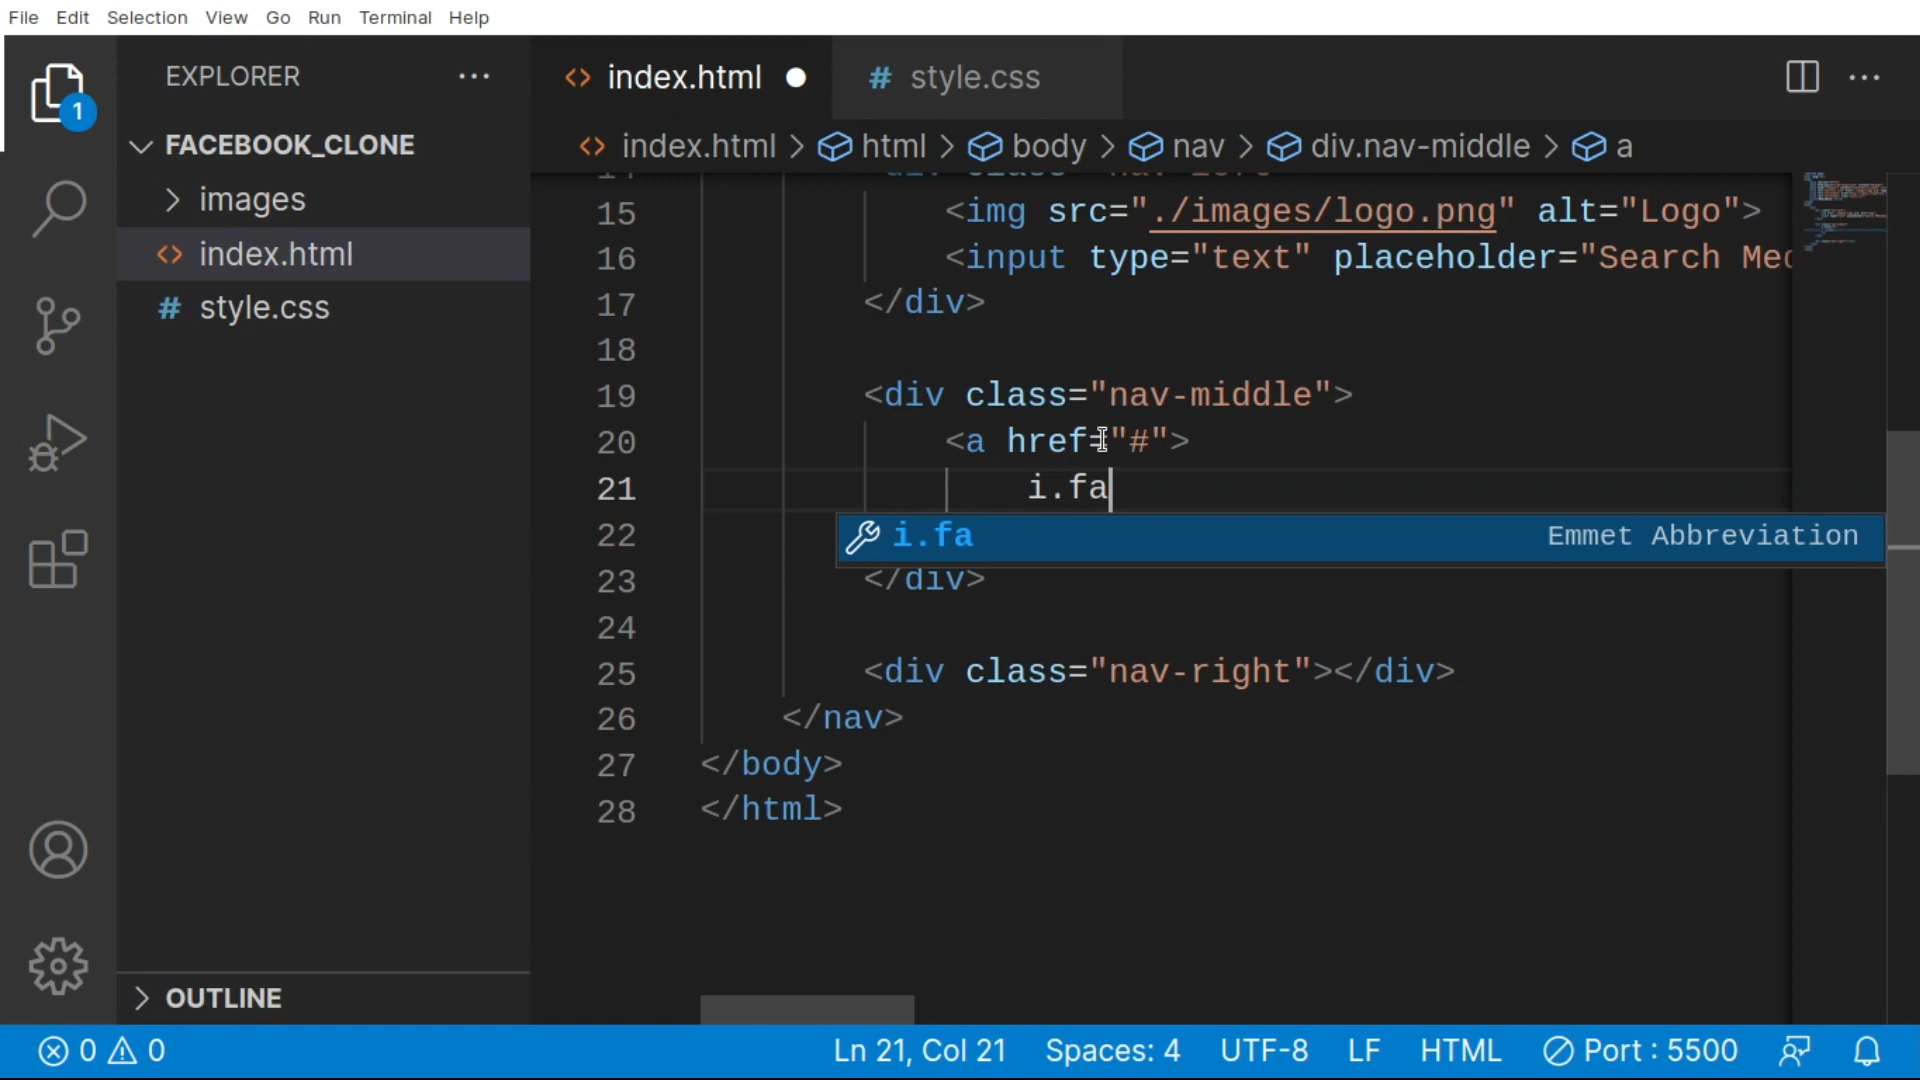 File Edit Selection View Go Run Terminal Help
EXPLORER ...
index.html
# style.css
1
FACEBOOK_CLONE
index.html > html > body > nav > div.nav-middle > a
images
index.html
# style.css
15 <img src="./images/logo.png" alt="Logo">
16 <input type="text" placeholder="Search Med
17 </div>
18
19 <div class="nav-middle">
20 <a href="#">
21 i.fa
i.fa Emmet Abbreviation
22
23 </div>
24
25 <div class="nav-right"></div>
26 </nav>
27 </body>
28 </html>
OUTLINE
0 0 Ln 21, Col 21 Spaces: 4 UTF-8 LF HTML Port : 5500